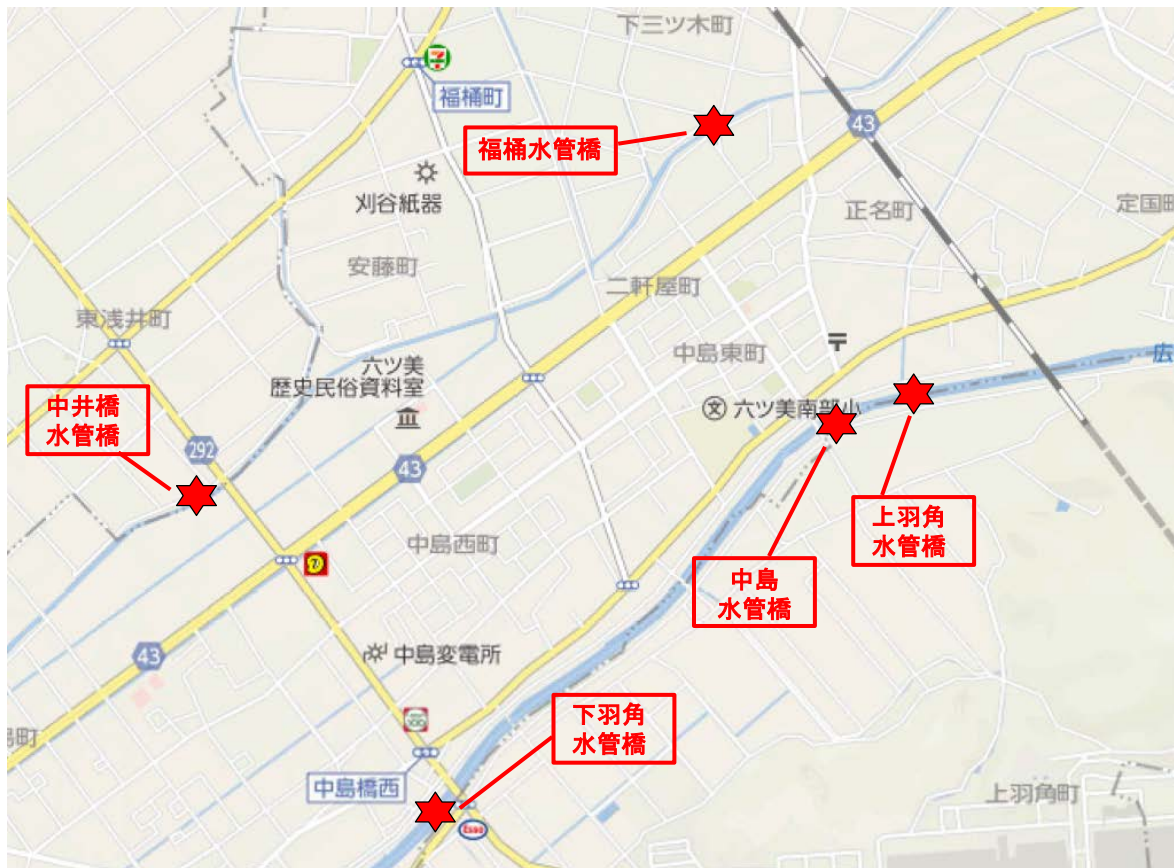 下三ツ木町
福桶町
43
福桶水管橋
刈谷紙器
正名町
定国町
安藤町
二軒屋町
東浅井町
中島東町
六ツ美
歴史民俗資料室
広
中井橋
水管橋
六ツ美南部小
292
43
上羽角
水管橋
中島西町
中島
水管橋
43
中島変電所
下羽角
水管橋
島町
中島橋西
上羽角町
Esso